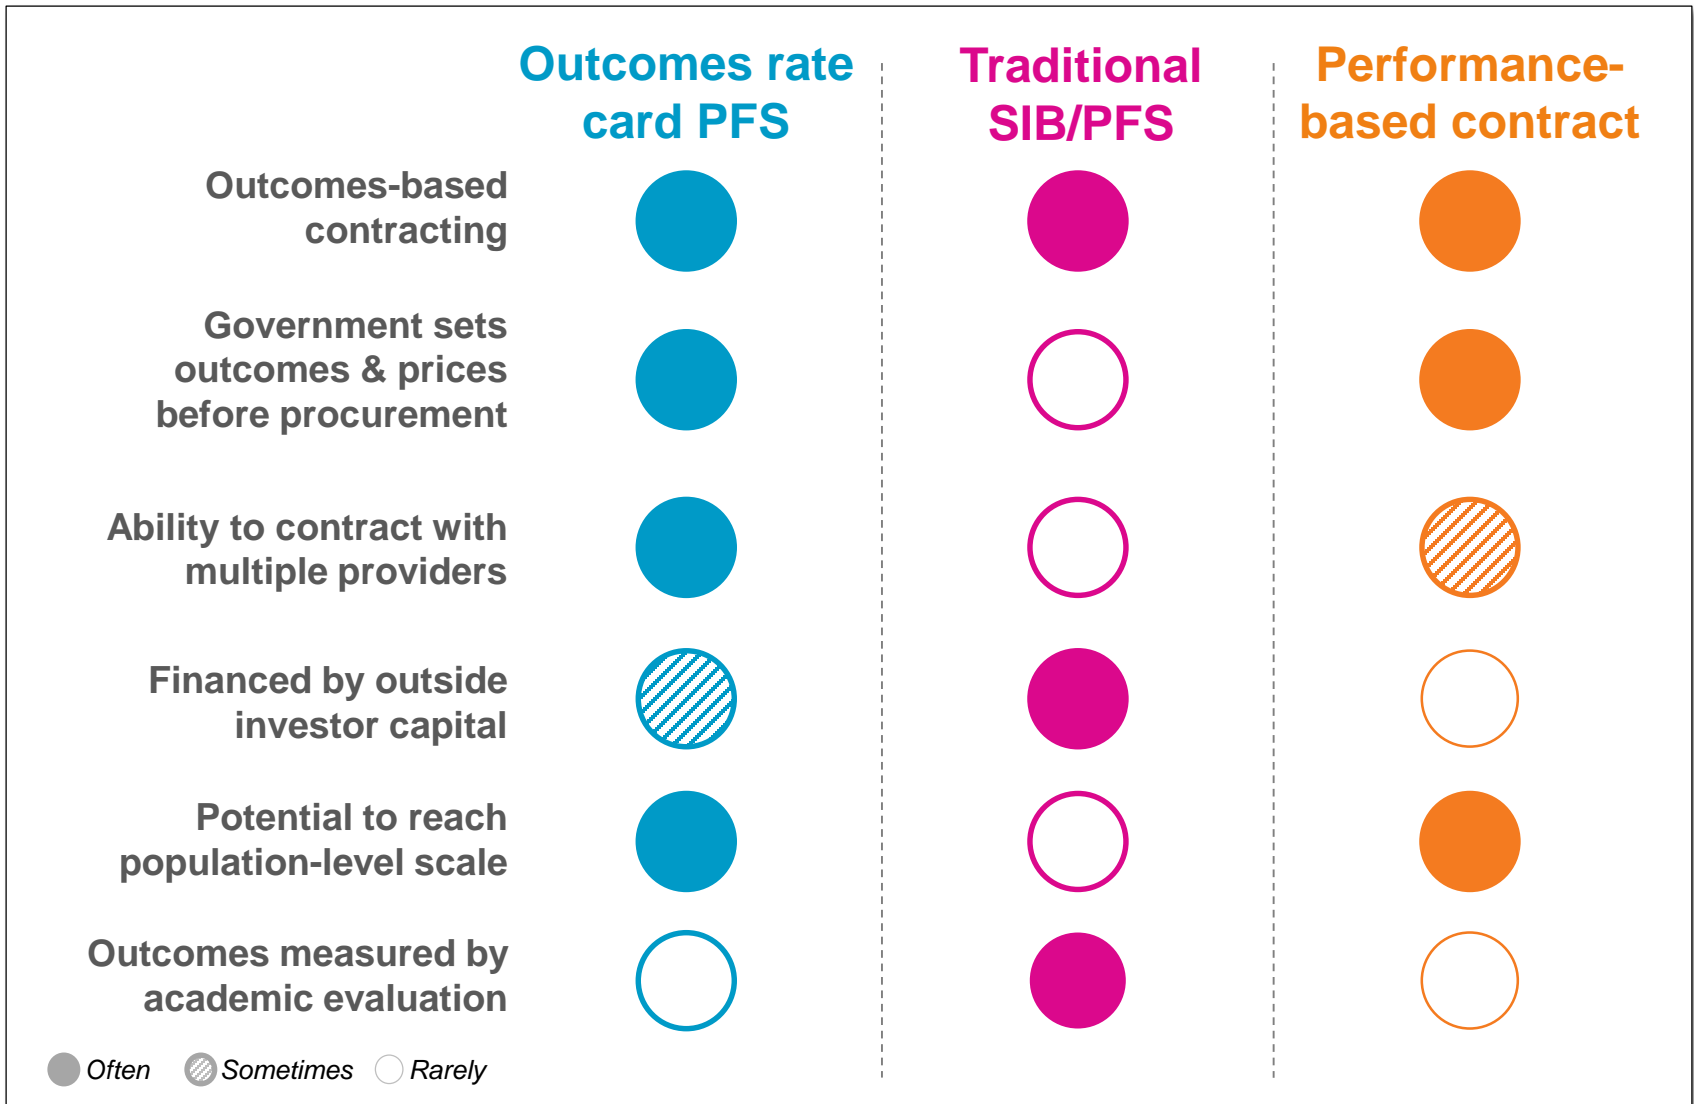 Outcomes rate
card PFS
Traditional
SIB/PFS
Performance-
based contract
Outcomes-based
contracting
Government sets
outcomes & prices
before procurement
Ability to contract with
multiple providers
Financed by outside
investor capital
Potential to reach
population-level scale
Outcomes measured by
academic evaluation
Often
Sometimes
Rarely